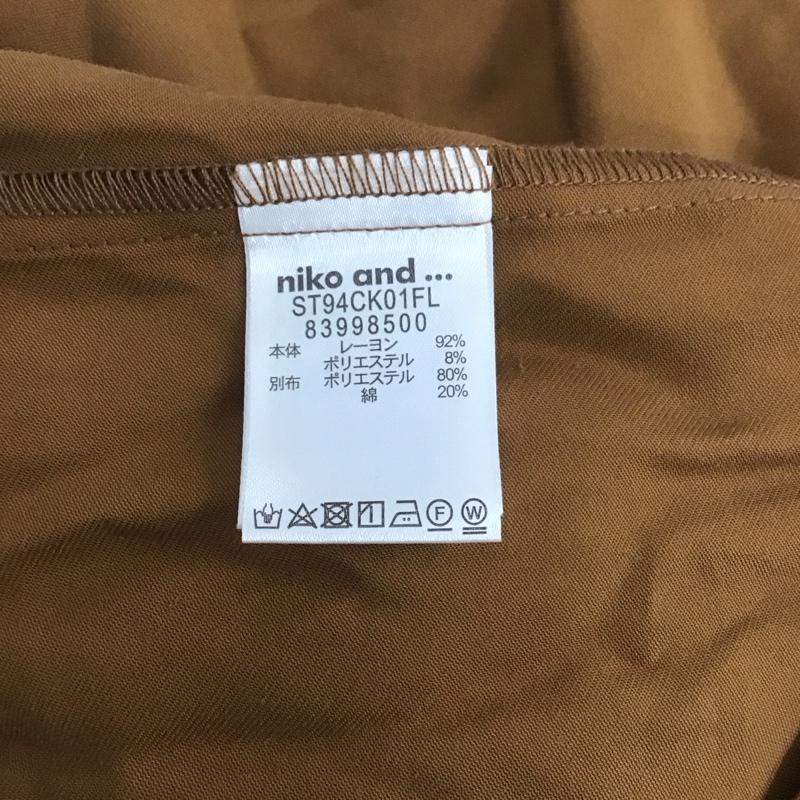 niko and ...
ST94CK01FL
83998500
本体 レーヨン 92%
ポリエステル 8%
別布 ポリエステル 80%
綿 20%
F W